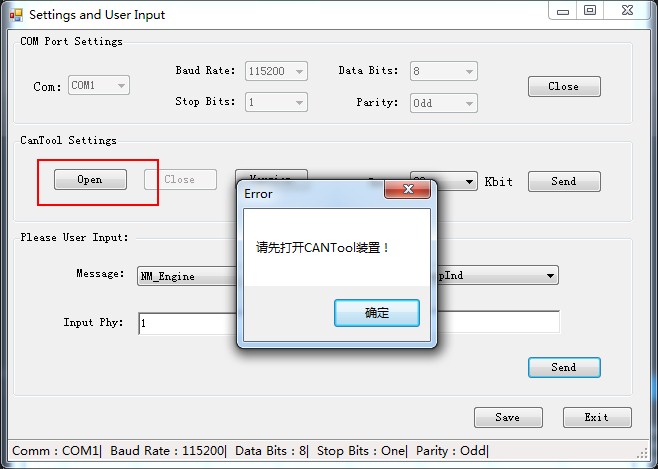 Settings and User Input
COM Port Settings
Com: COM1
Baud Rate: 115200
Data Bits: 8
Stop Bits: 1
Parity: Odd
Close
CanTool Settings
Open
Close
Kbit
Send
Error
请先打开CANTool装置！
确定
Please User Input:
Message: NM_Engine
Input Phy: 1
Send
Save
Exit
Comm : COM1| Baud Rate : 115200| Data Bits : 8| Stop Bits : One| Parity : Odd|